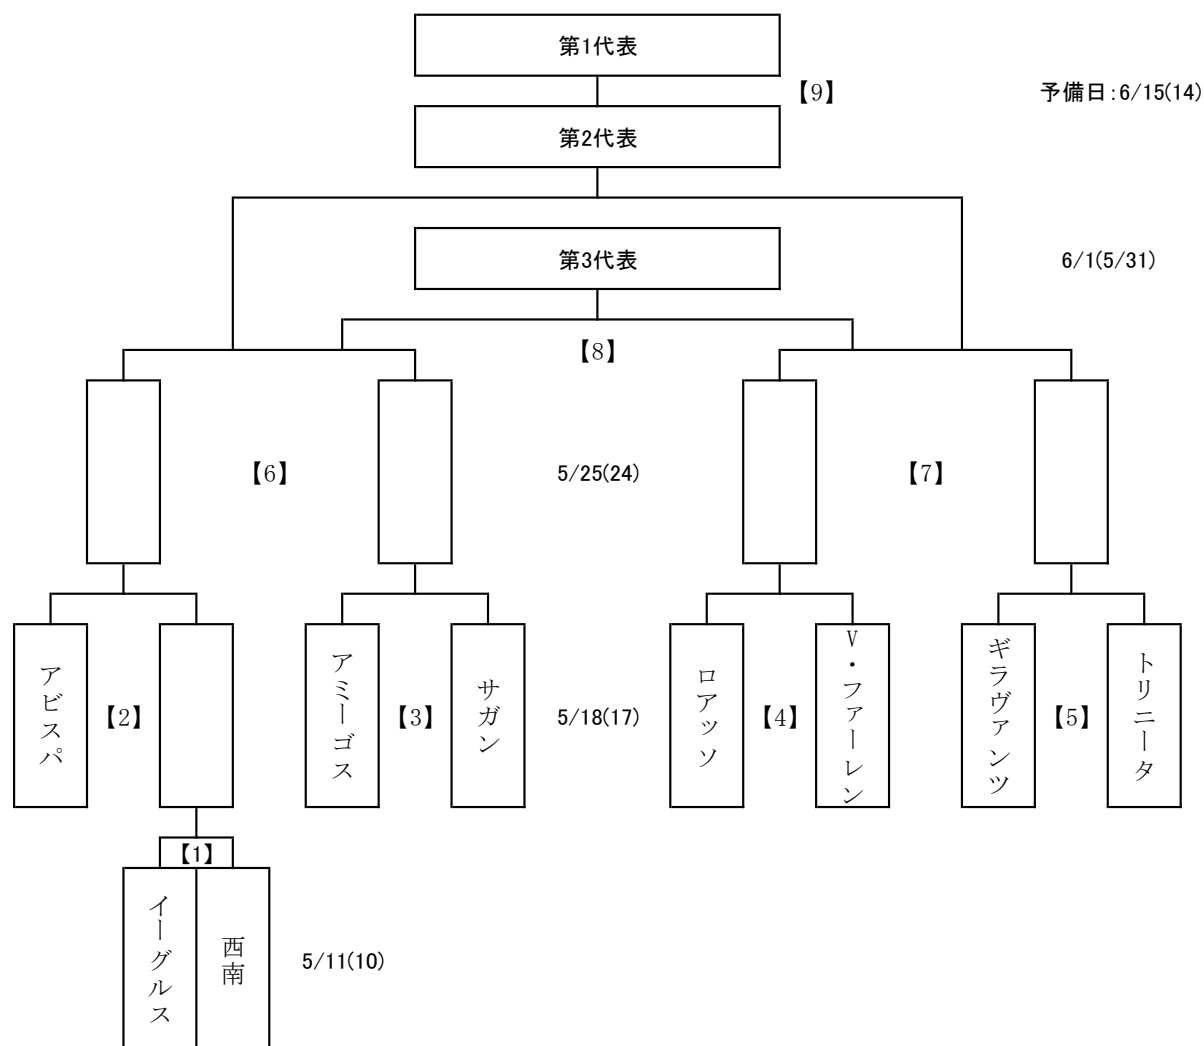 第1代表
【9】
予備日:6/15(14)
第2代表
第3代表
6/1(5/31)
【8】
【6】
5/25(24)
【7】
アビスパ
【2】
アミーゴス
【3】
サガン
5/18(17)
ロアッソ
【4】
V・ファーレン
ギラヴァンツ
【5】
トリニータ
【1】
イーグルス
西南
5/11(10)